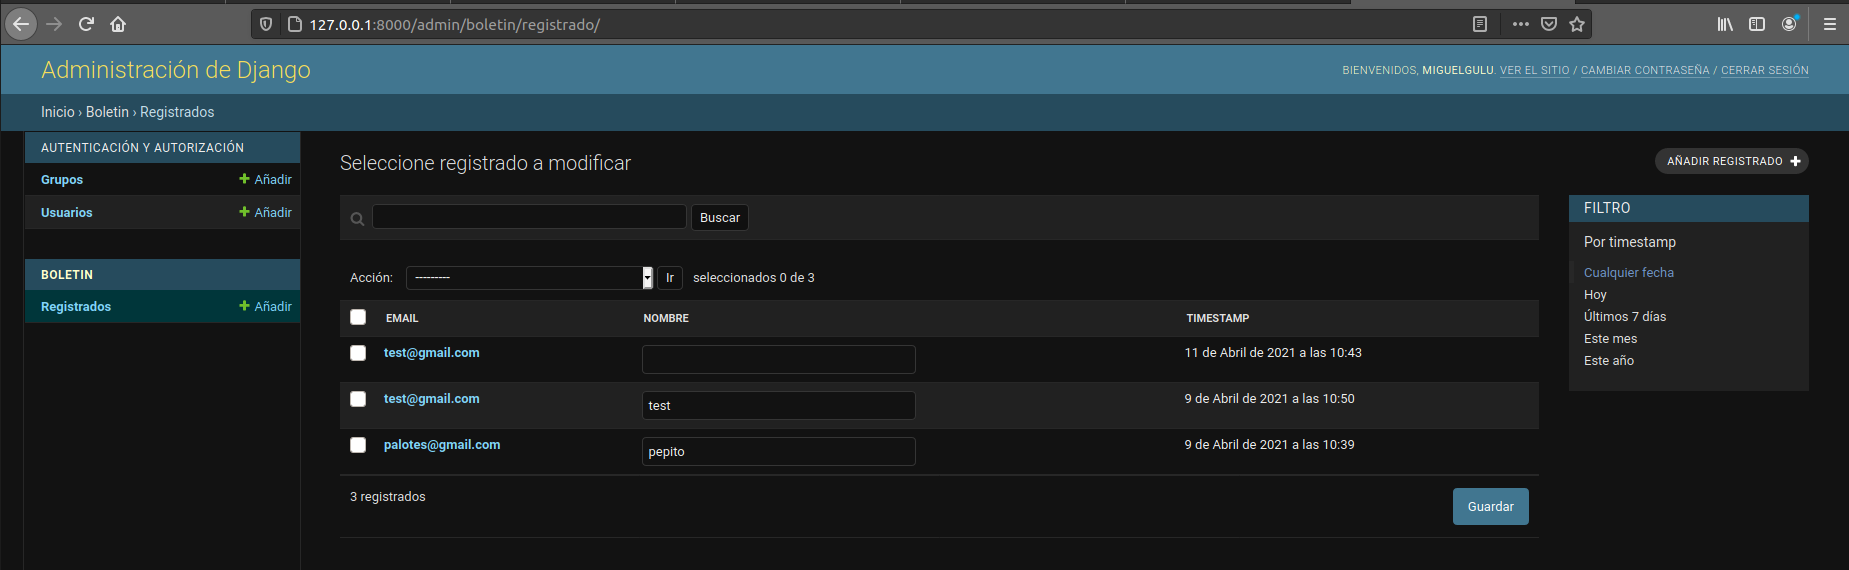 127.0.0.1:8000/admin/boletin/registrado/
Administración de Django
BIENVENIDOS, MIGUELGULU. VER EL SITIO / CAMBIAR CONTRASEÑA / CERRAR SESIÓN
Inicio › Boletin › Registrados
AUTENTICACIÓN Y AUTORIZACIÓN
Grupos + Añadir
Usuarios + Añadir
BOLETIN
Registrados + Añadir
Seleccione registrado a modificar
AÑADIR REGISTRADO +
Buscar
Acción: --------- Ir seleccionados 0 de 3
EMAIL NOMBRE TIMESTAMP
test@gmail.com 11 de Abril de 2021 a las 10:43
test@gmail.com test 9 de Abril de 2021 a las 10:50
palotes@gmail.com pepito 9 de Abril de 2021 a las 10:39
3 registrados
Guardar
FILTRO
Por timestamp
Cualquier fecha
Hoy
Últimos 7 días
Este mes
Este año